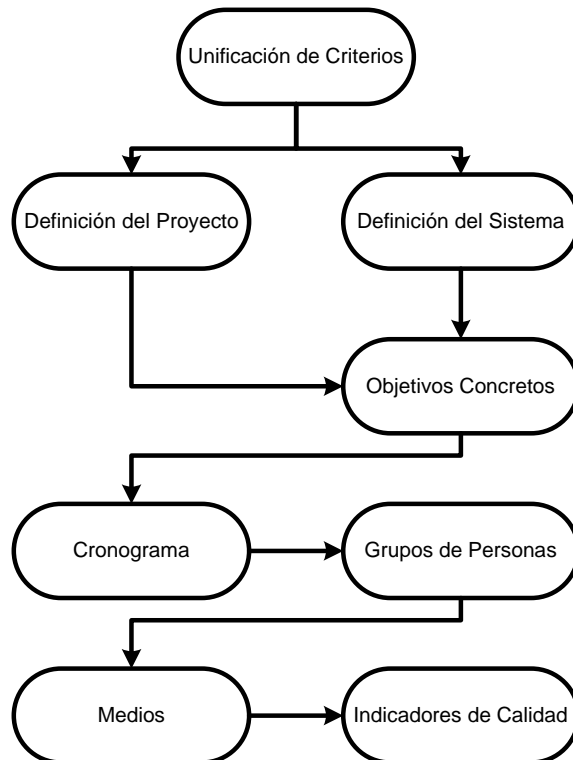 Unificación de Criterios
Definición del Proyecto
Definición del Sistema
Objetivos Concretos
Cronograma
Grupos de Personas
Medios
Indicadores de Calidad